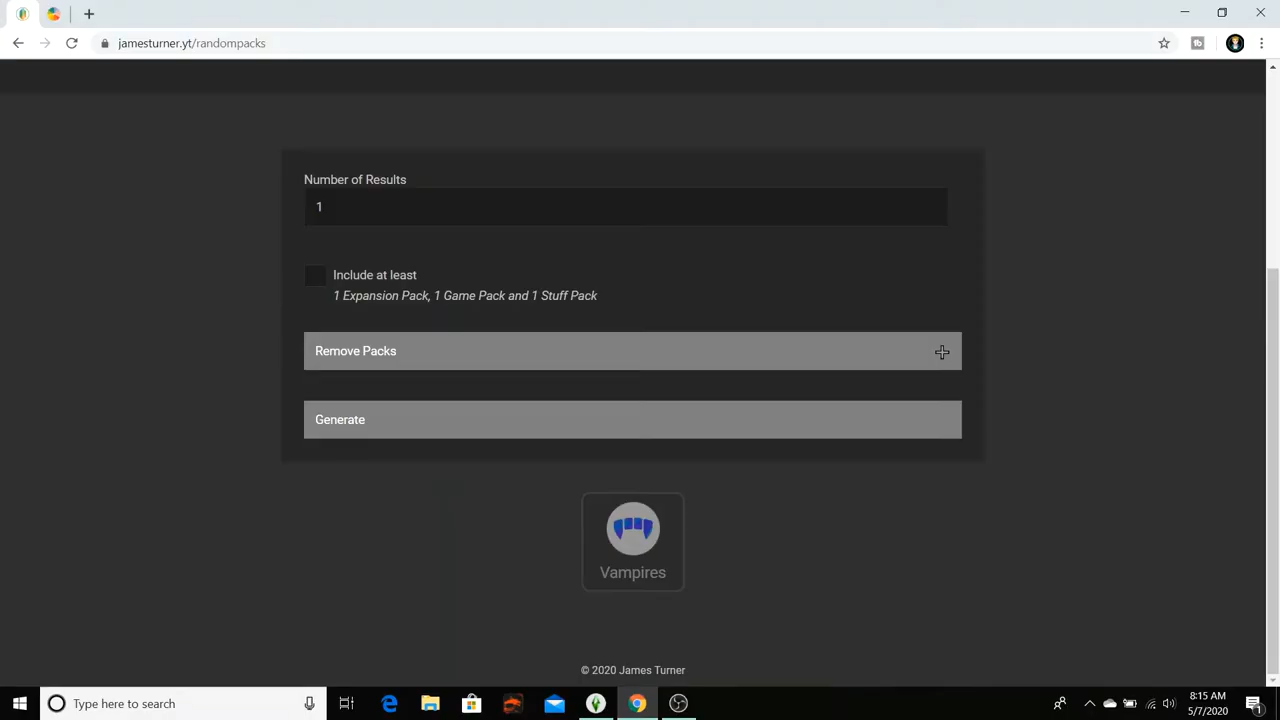 jamesturner.yt/randompacks
Number of Results
1
Include at least
1 Expansion Pack, 1 Game Pack and 1 Stuff Pack
Remove Packs
Generate
Vampires
© 2020 James Turner
Type here to search
8:15 AM
5/7/2020
1